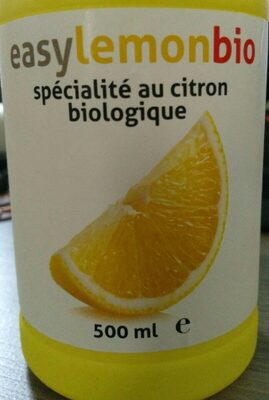 easylemonbio
spécialité au citron
biologique
500 ml e